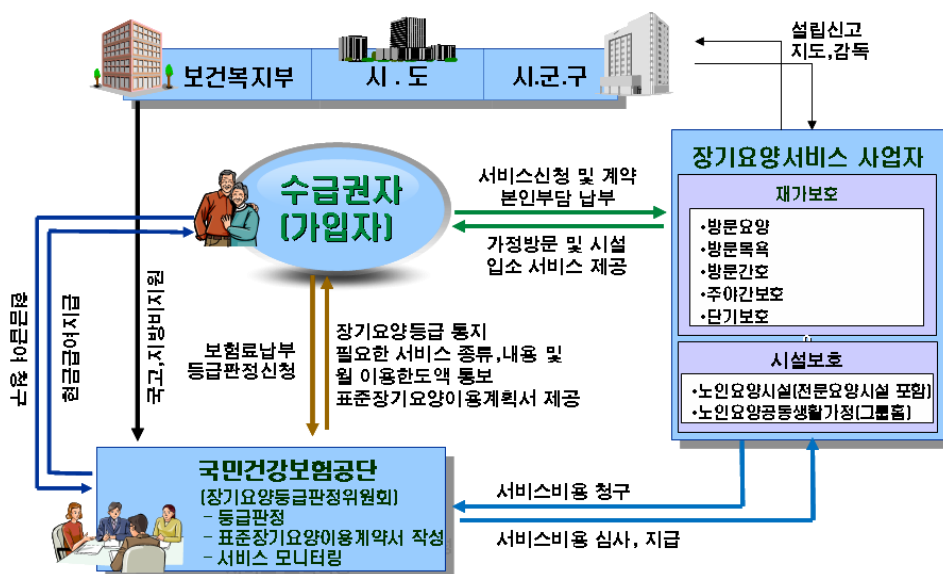 설립신고
지도,감독
보건복지부
시 . 도
시.군.구
장기요양서비스 사업자
재가보호
•방문요양
•방문목욕
•방문간호
•주야간보호
•단기보호
시설보호
•노인요양시설(전문요양시설 포함)
•노인요양공동생활가정(그룹홈)
수급권자
(가입자)
서비스신청 및 계약
본인부담 납부
가정방문 및 시설
입소 서비스 제공
현금급여 청구
현금급여지급
국고,지방비지원
보험료납부
등급판정신청
장기요양등급 통지
필요한 서비스 종류,내용 및
월 이용한도액 통보
표준장기요양이용계획서 제공
국민건강보험공단
(장기요양등급판정위원회)
– 등급판정
– 표준장기요양이용계약서 작성
– 서비스 모니터링
서비스비용 청구
서비스비용 심사, 지급